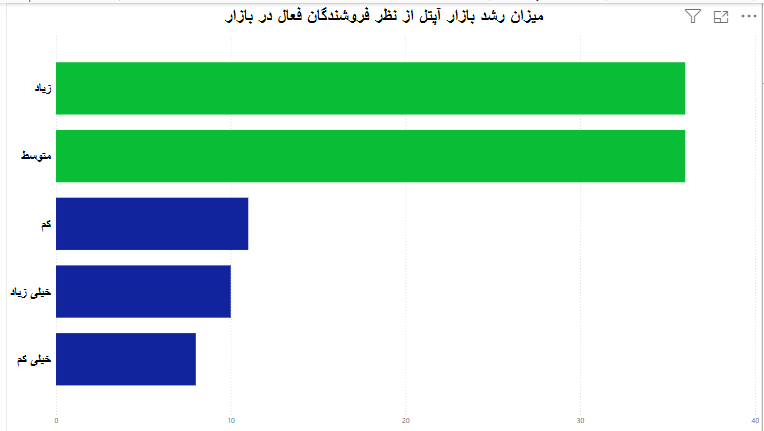 میزان رشد بازار آپتل از نظر فروشندگان فعال در بازار
زیاد
متوسط
کم
خیلی زیاد
خیلی کم
0 10 20 30 40